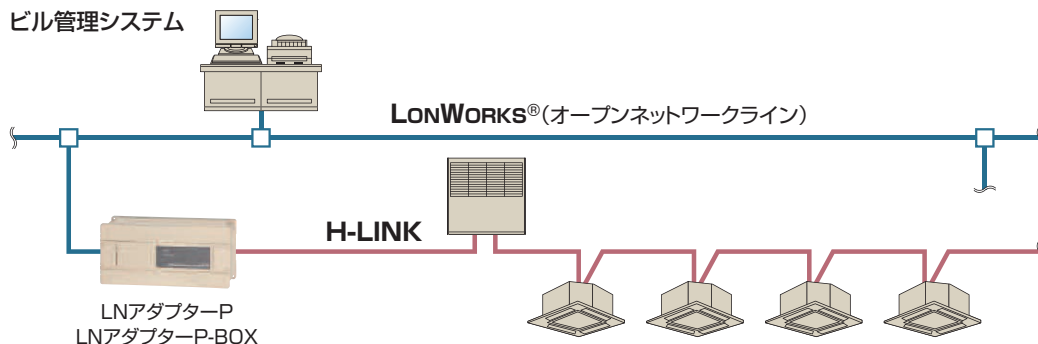 ビル管理システム
LONWORKS®(オープンネットワークライン)
H-LINK
LNアダプターP
LNアダプターP-BOX